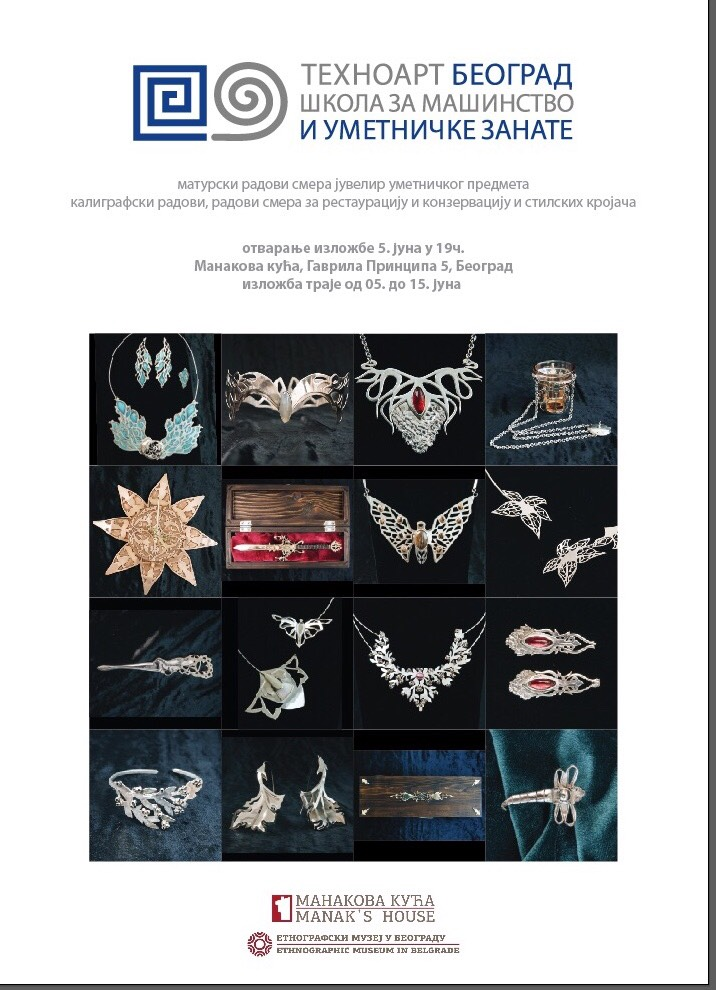 ТЕХНОАРТ БЕОГРАД
ШКОЛА ЗА МАШИНСТВО
И УМЕТНИЧКЕ ЗАНАТЕ
матурски радови смера јувелир уметничког предмета
калиграфски радови, радови смера за рестаурацију и конзервацију и стилских кројача
отварање изложбе 5. јуна у 19ч.
Манакова кућа, Гаврила Принципа 5, Београд
изложба траје од 05. до 15. јуна
МАНАКОВА КУЋА
MANAK'S HOUSE
ЕТНОГРАФСКИ МУЗЕЈ У БЕОГРАДУ
ETHNOGRAPHIC MUSEUM IN BELGRADE